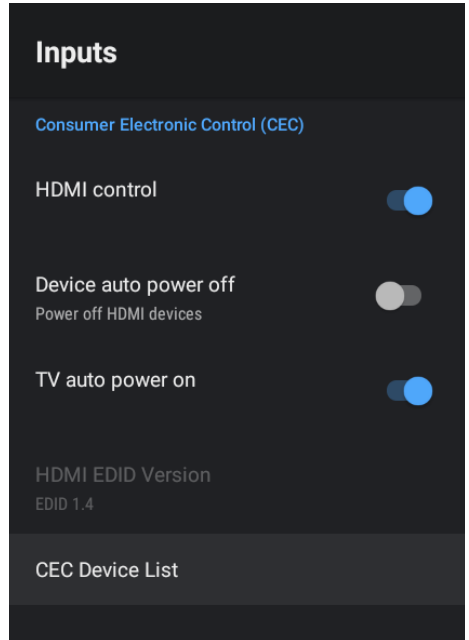 Inputs
Consumer Electronic Control (CEC)
HDMI control
Device auto power off
Power off HDMI devices
TV auto power on
HDMI EDID Version
EDID 1.4
CEC Device List